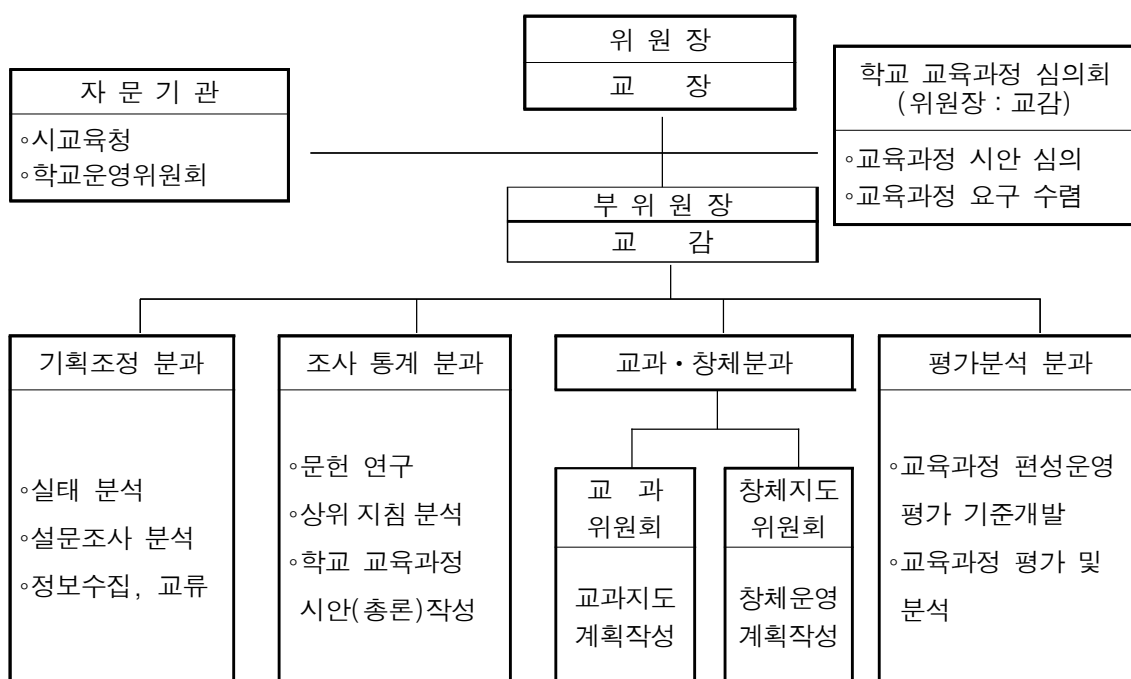 위 원 장
교 장
자 문 기 관
◦시교육청
◦학교운영위원회
학교 교육과정 심의회
(위원장 : 교감)
◦교육과정 시안 심의
◦교육과정 요구 수렴
부 위 원 장
교 감
기획조정 분과
◦실태 분석
◦설문조사 분석
◦정보수집, 교류
조사 통계 분과
◦문헌 연구
◦상위 지침 분석
◦학교 교육과정
시안(총론)작성
교과・창체분과
교 과
위원회
교과지도
계획작성
창체지도
위원회
창체운영
계획작성
평가분석 분과
◦교육과정 편성운영
평가 기준개발
◦교육과정 평가 및
분석